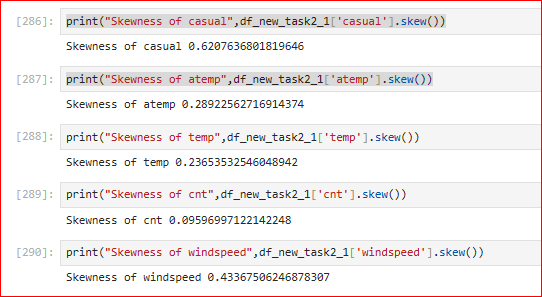 [286]: print("Skewness of casual",df_new_task2_1['casual'].skew())
Skewness of casual 0.6207636801819646
[287]: print("Skewness of atemp",df_new_task2_1['atemp'].skew())
Skewness of atemp 0.28922562716914374
[288]: print("Skewness of temp",df_new_task2_1['temp'].skew())
Skewness of temp 0.23653532546048942
[289]: print("Skewness of cnt",df_new_task2_1['cnt'].skew())
Skewness of cnt 0.09596997122142248
[290]: print("Skewness of windspeed",df_new_task2_1['windspeed'].skew())
Skewness of windspeed 0.43367506246878307